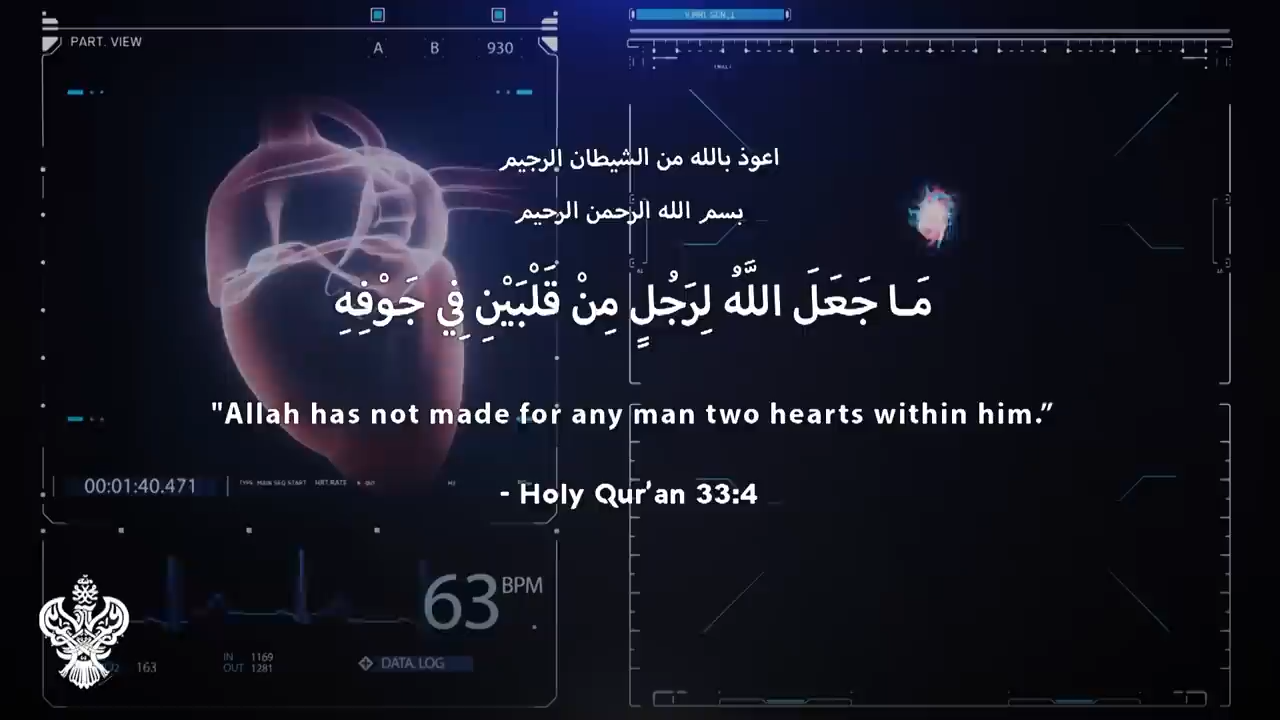 PART. VIEW
A B 930
اعوذ بالله من الشيطان الرجيم
بسم الله الرحمن الرحيم
مَا جَعَلَ اللَّهُ لِرَجُلٍ مِنْ قَلْبَيْنِ فِي جَوْفِهِ
"Allah has not made for any man two hearts within him.”
- Holy Qur'an 33:4
00:01:40.471
63 BPM
163
IN 1169
OUT 1281
DATA. LOG